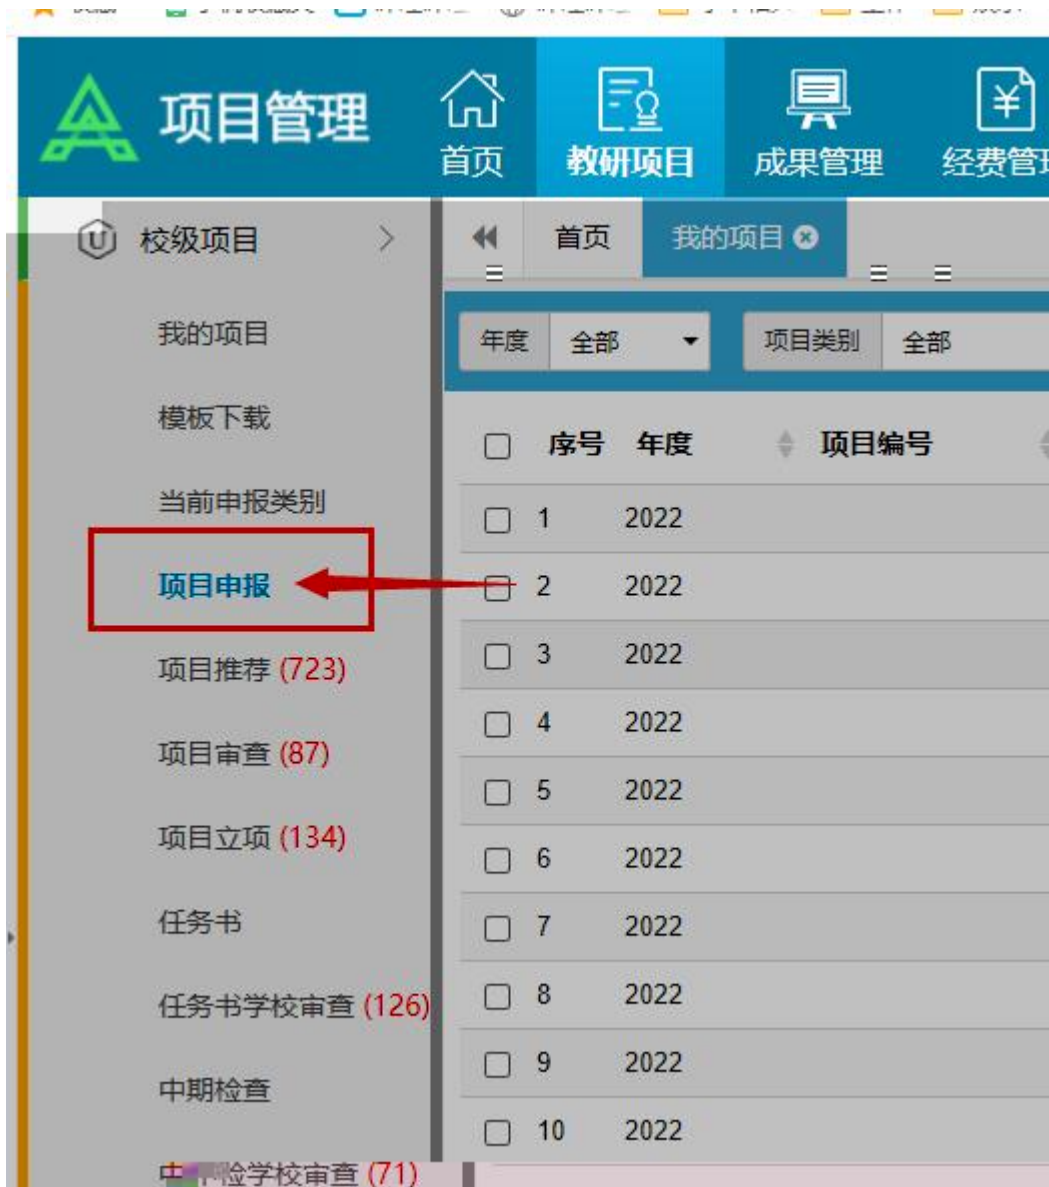 项目管理
首页
教研项目
成果管理
经费管
校级项目
首页
我的项目
我的项目
模板下载
当前申报类别
项目申报
项目推荐 (723)
项目审查 (87)
项目立项 (134)
任务书
任务书学校审查 (126)
中期检查
检学校审查 (71)
年度 全部 项目类别 全部
序号 年度 项目编号
1 2022
2 2022
3 2022
4 2022
5 2022
6 2022
7 2022
8 2022
9 2022
10 2022